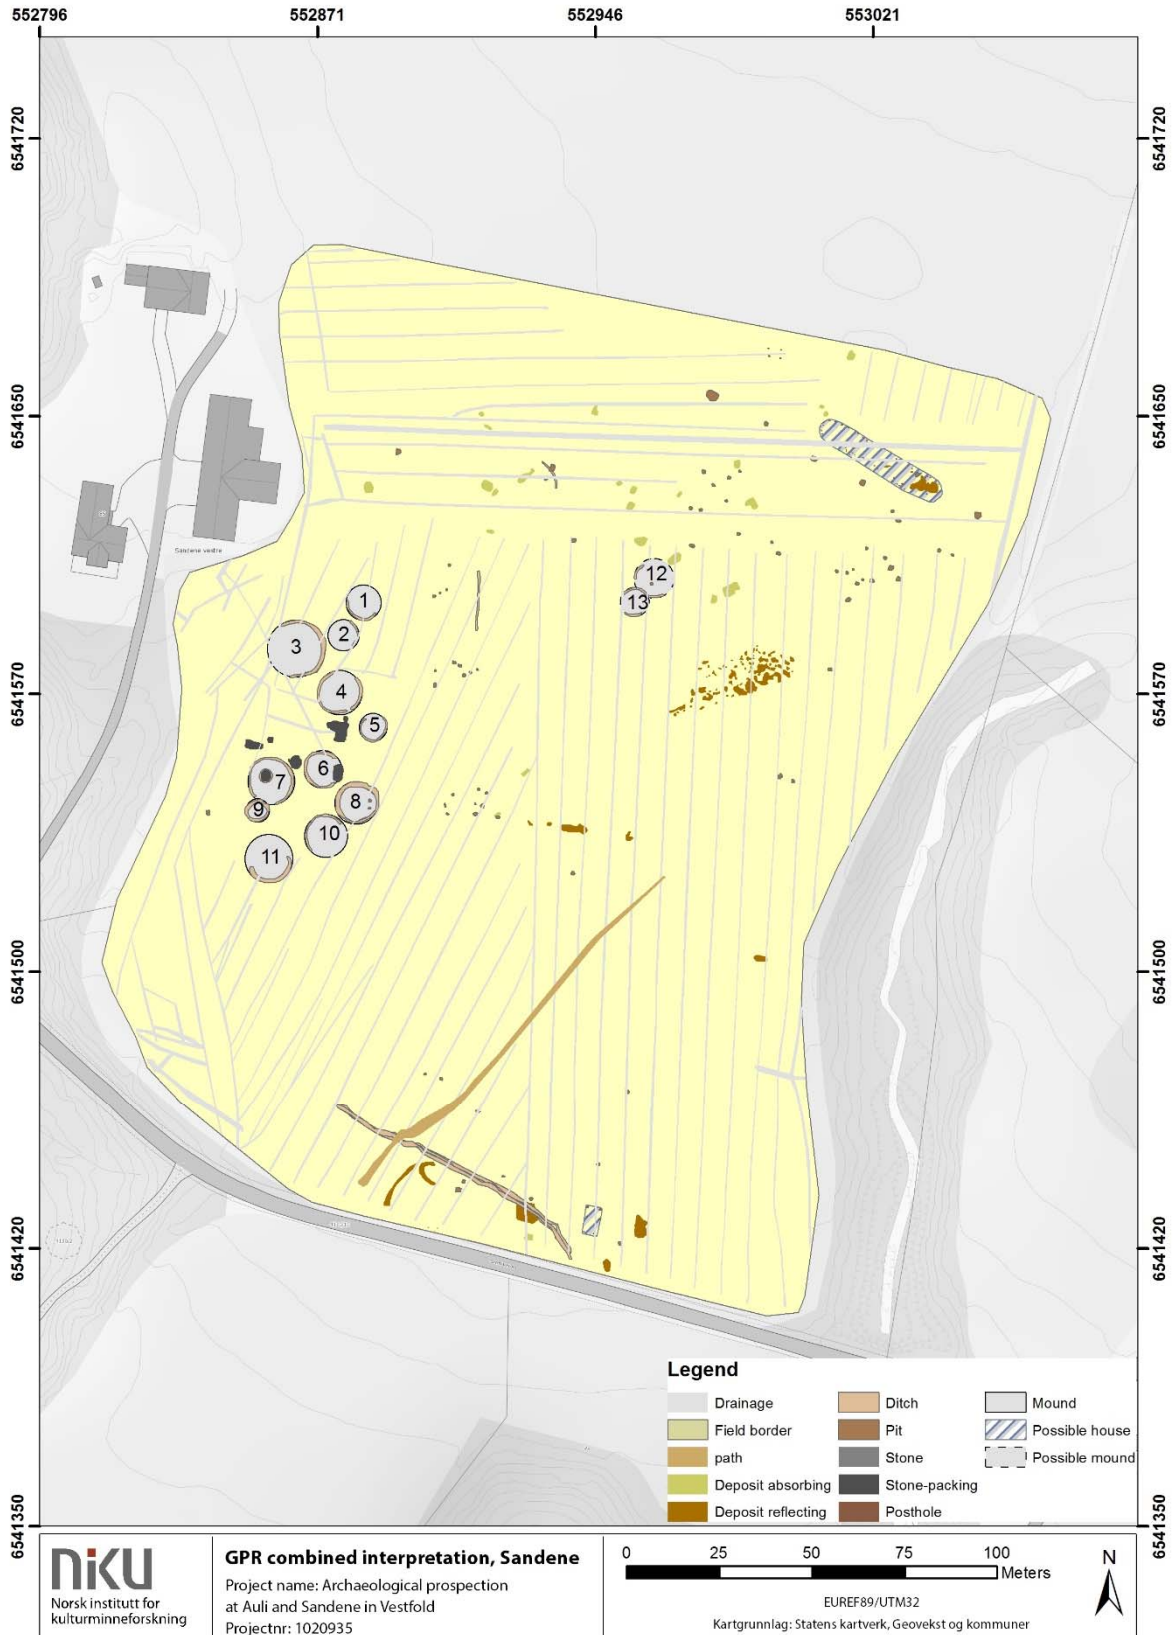 552796 552871 552946 553021
6541720 6541720
6541650 6541650
Sandene vestre
1
12
13
2
3
6541570 6541570
4
5
6
7
8
9
10
11
6541500 6541500
6541420 6541420
Legend
Drainage Ditch Mound
Field border Pit Possible house
path Stone Possible mound
Deposit absorbing Stone-packing
Deposit reflecting Posthole
6541350 6541350
NIKU
Norsk institutt for
kulturminneforskning
GPR combined interpretation, Sandene
Project name: Archaeological prospection
at Auli and Sandene in Vestfold
Projectnr: 1020935
0 25 50 75 100
Meters
N
EUREF89/UTM32
Kartgrunnlag: Statens kartverk, Geovekst og kommuner